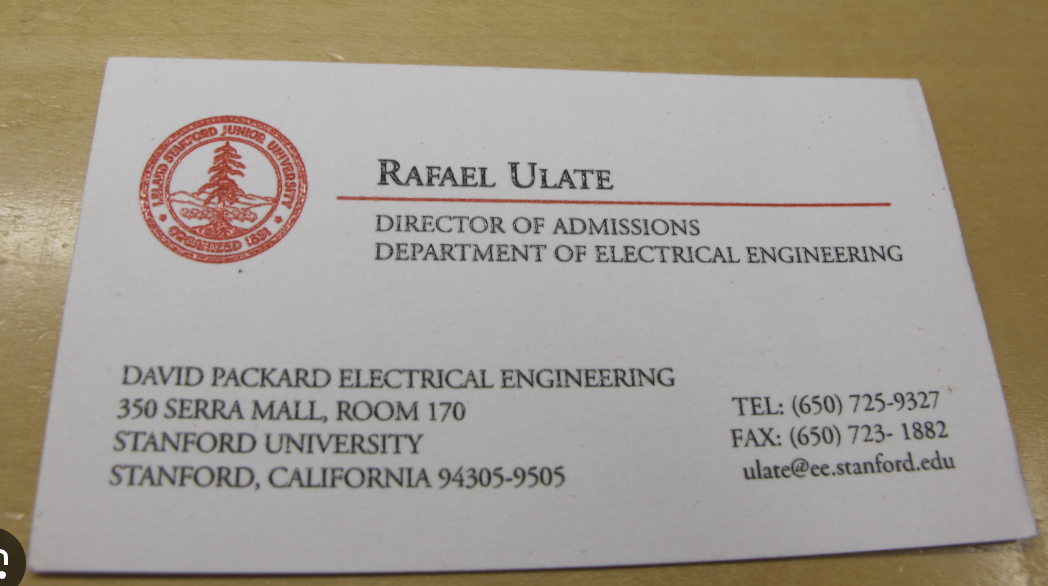 LELAND STANFORD JUNIOR UNIVERSITY
ORGANIZED 1891
RAFAEL ULATE
DIRECTOR OF ADMISSIONS
DEPARTMENT OF ELECTRICAL ENGINEERING
DAVID PACKARD ELECTRICAL ENGINEERING
350 SERRA MALL, ROOM 170
STANFORD UNIVERSITY
STANFORD, CALIFORNIA 94305-9505
TEL: (650) 725-9327
FAX: (650) 723- 1882
ulate@ee.stanford.edu